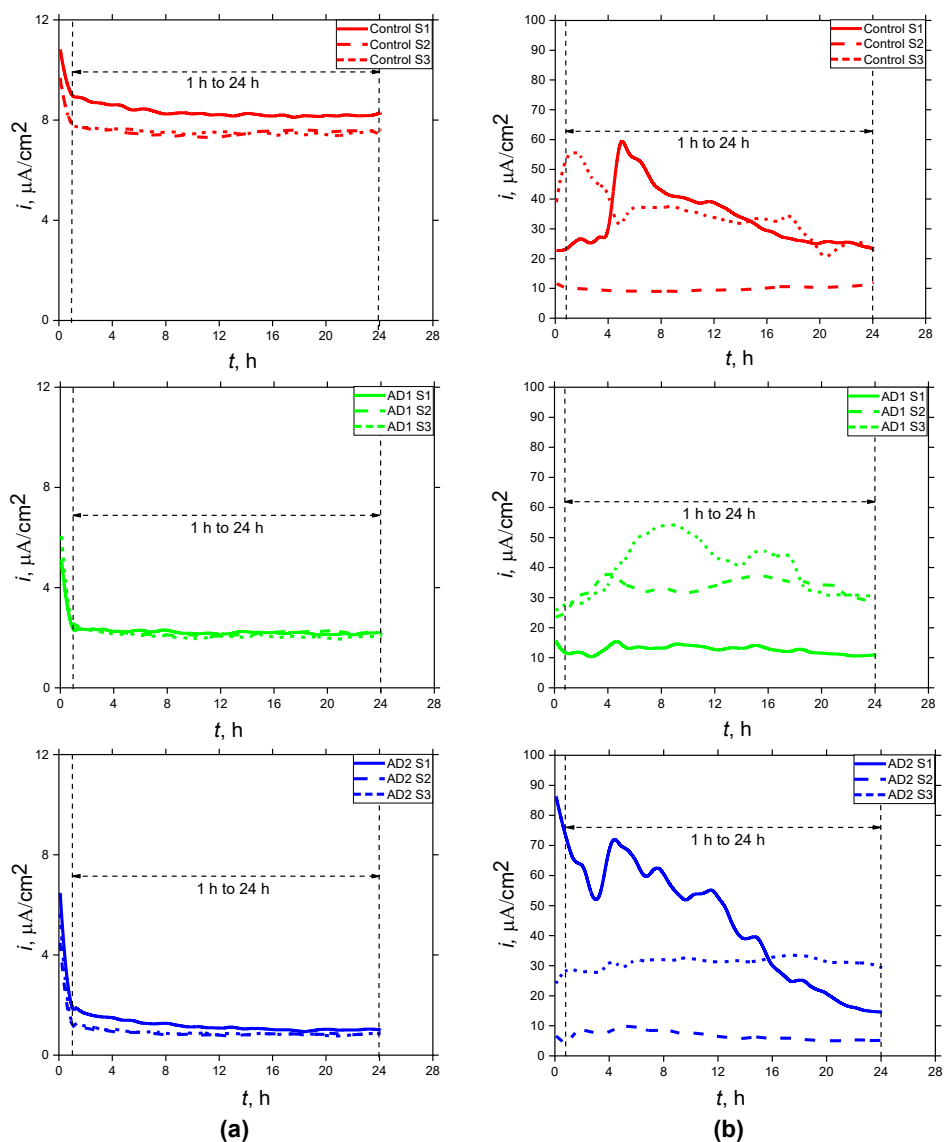 12
8
4
0
0 4 8 12 16 20 24 28
i, μA/cm2
t, h
1 h to 24 h
Control S1
Control S2
Control S3
100
90
80
70
60
50
40
30
20
10
0
0 4 8 12 16 20 24 28
i, μA/cm2
t, h
1 h to 24 h
Control S1
Control S2
Control S3
12
8
4
2
0
0 4 8 12 16 20 24 28
i, μA/cm2
t, h
1 h to 24 h
AD1 S1
AD1 S2
AD1 S3
100
90
80
70
60
50
40
30
20
10
0
0 4 8 12 16 20 24 28
i, μA/cm2
t, h
1 h to 24 h
AD1 S1
AD1 S2
AD1 S3
12
8
4
0
0 4 8 12 16 20 24 28
i, μA/cm2
t, h
1 h to 24 h
AD2 S1
AD2 S2
AD2 S3
100
90
80
70
60
50
40
30
20
10
0
0 4 8 12 16 20 24 28
i, μA/cm2
t, h
1 h to 24 h
AD2 S1
AD2 S2
AD2 S3
(a)
(b)